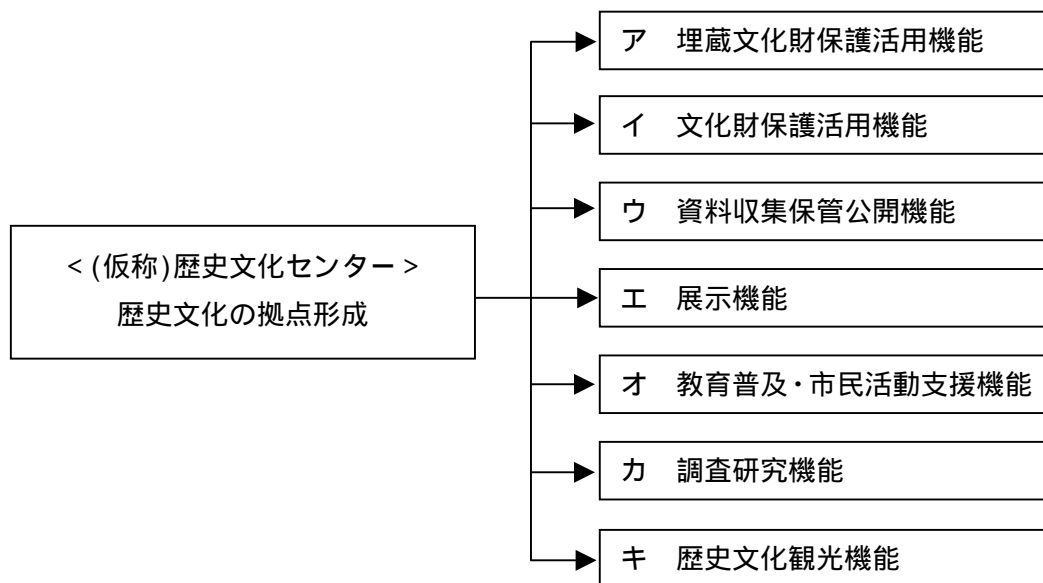 ア 埋蔵文化財保護活用機能
イ 文化財保護活用機能
ウ 資料収集保管公開機能
<(仮称)歴史文化センター>
歴史文化の拠点形成
エ 展示機能
オ 教育普及・市民活動支援機能
カ 調査研究機能
キ 歴史文化観光機能